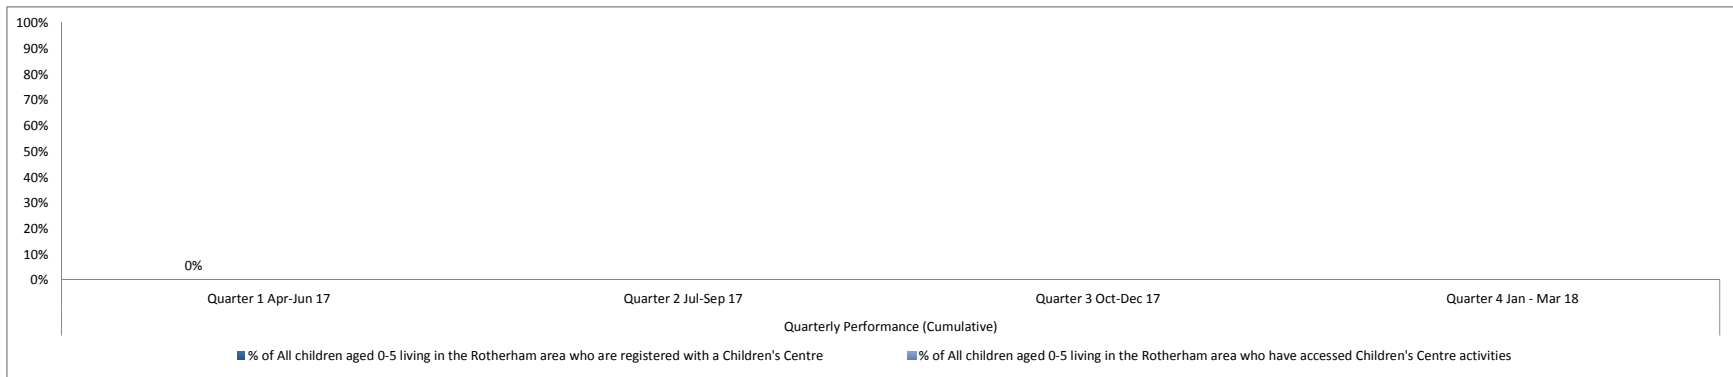 100%
90%
80%
70%
60%
50%
40%
30%
20%
10%
0%
0%
Quarter 1 Apr-Jun 17
Quarter 2 Jul-Sep 17
Quarter 3 Oct-Dec 17
Quarter 4 Jan - Mar 18
Quarterly Performance (Cumulative)
% of All children aged 0-5 living in the Rotherham area who are registered with a Children's Centre
% of All children aged 0-5 living in the Rotherham area who have accessed Children's Centre activities